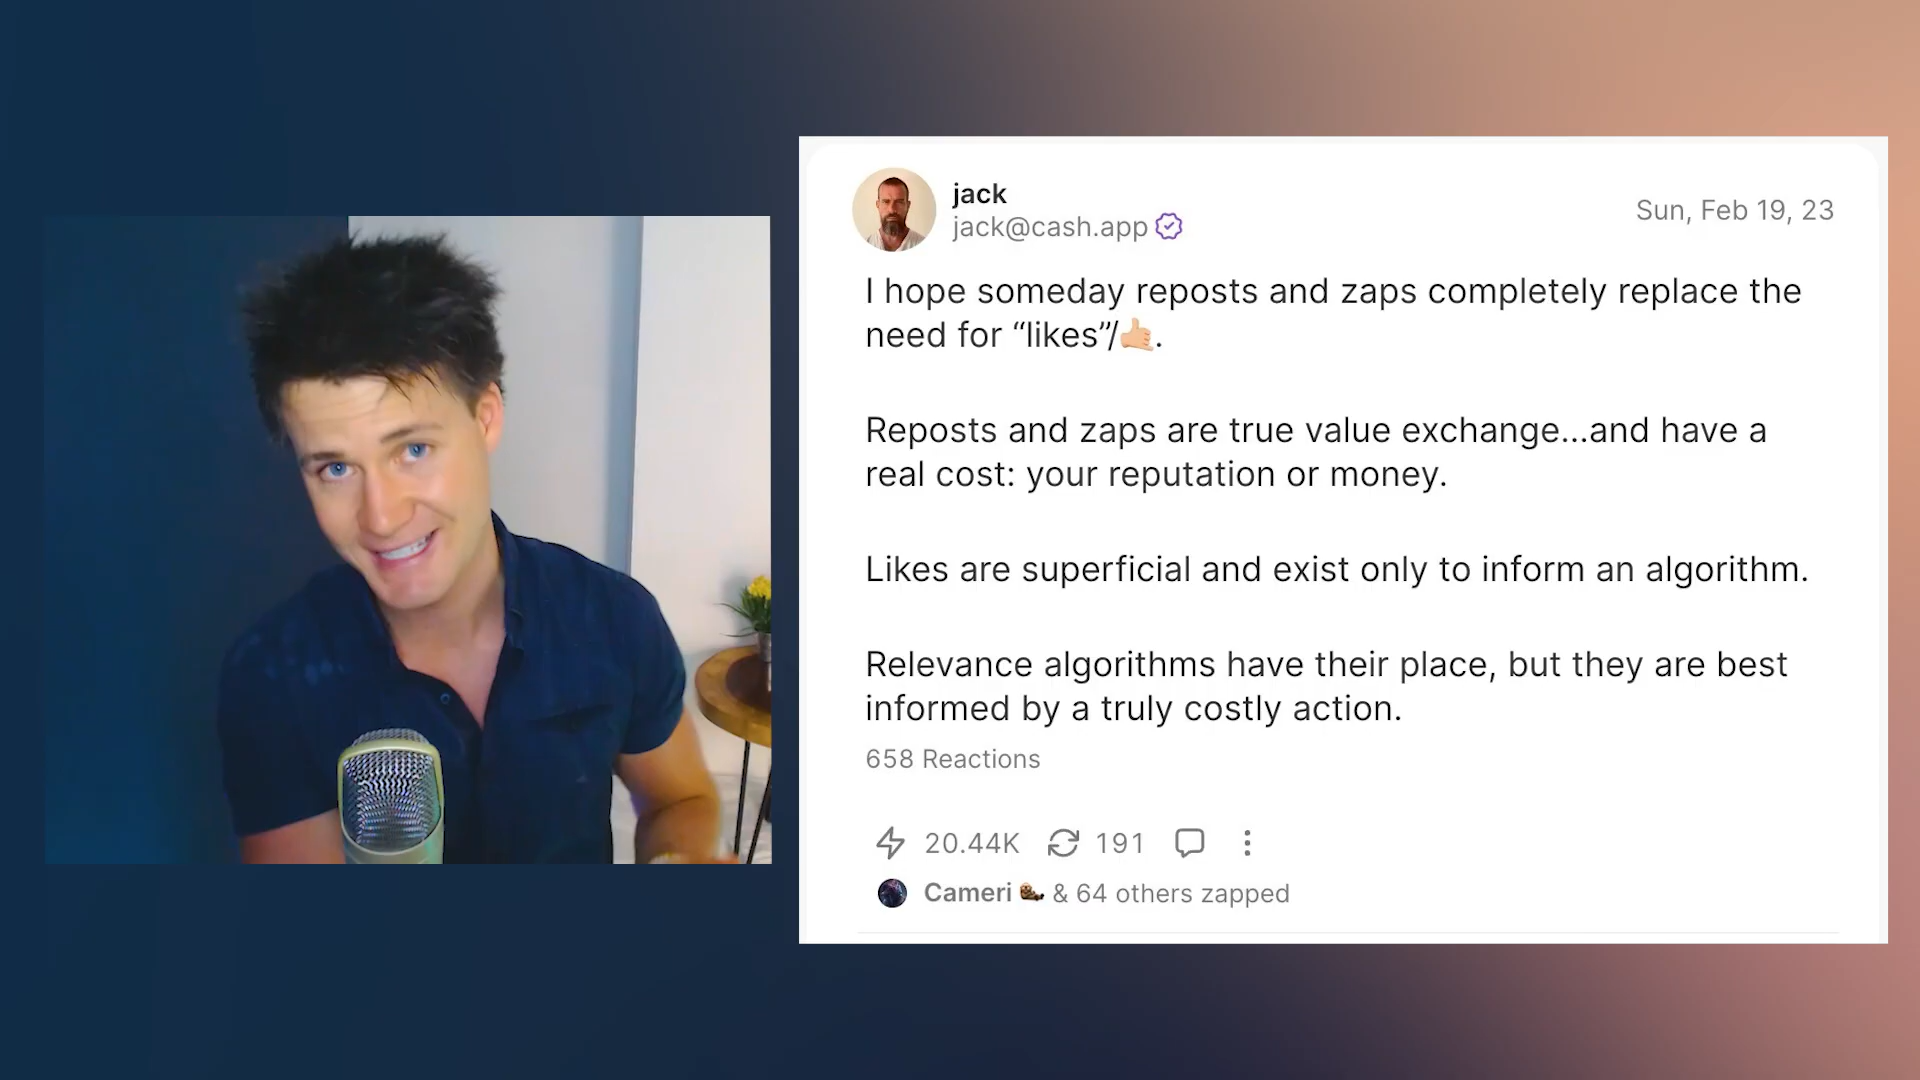 jack
jack@cash.app
Sun, Feb 19, 23
I hope someday reposts and zaps completely replace the
need for “likes”/🤙🏼.
Reposts and zaps are true value exchange...and have a
real cost: your reputation or money.
Likes are superficial and exist only to inform an algorithm.
Relevance algorithms have their place, but they are best
informed by a truly costly action.
658 Reactions
20.44K 191
Cameri 🦦 & 64 others zapped